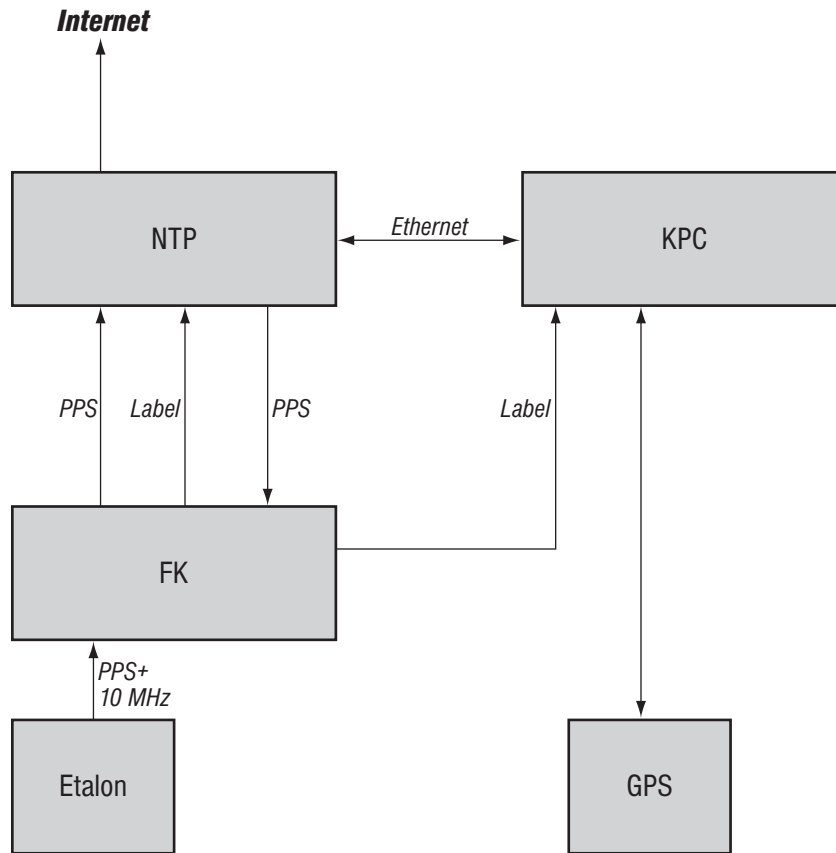 Internet
NTP
Ethernet
KPC
PPS
Label
PPS
Label
FK
PPS+
10 MHz
Etalon
GPS